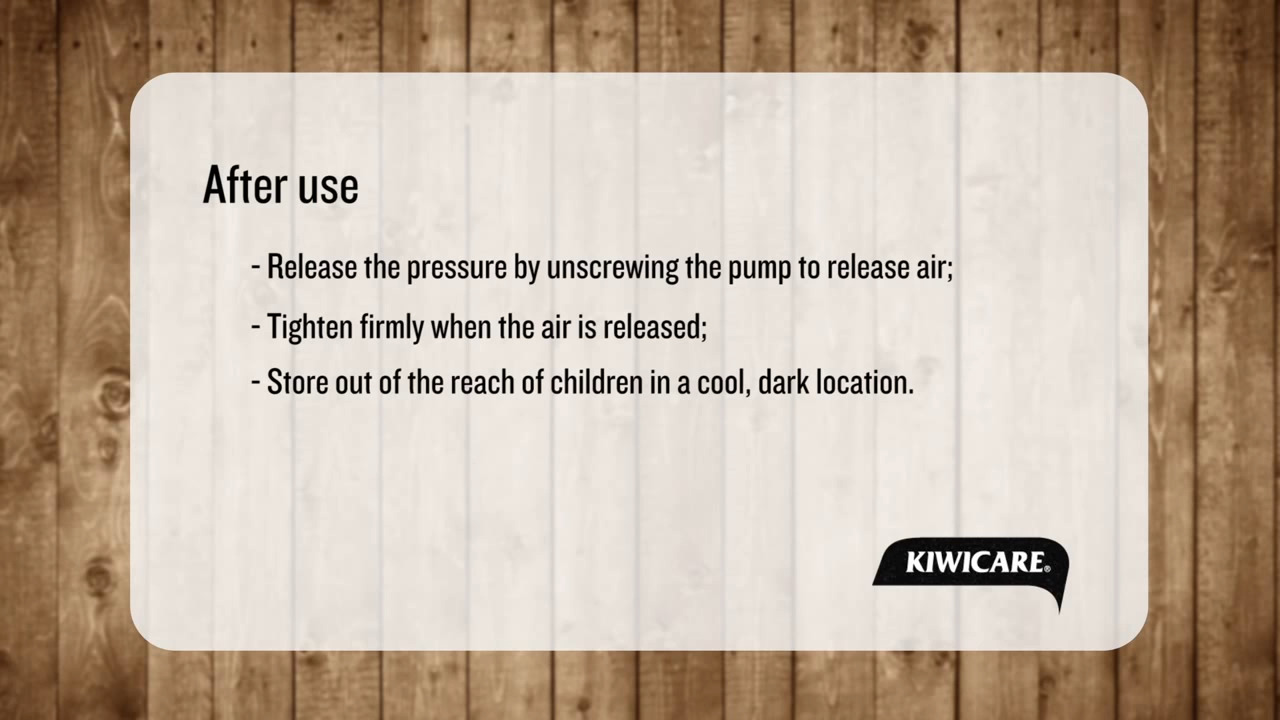 After use
- Release the pressure by unscrewing the pump to release air;
- Tighten firmly when the air is released;
- Store out of the reach of children in a cool, dark location.
KIWICARE®